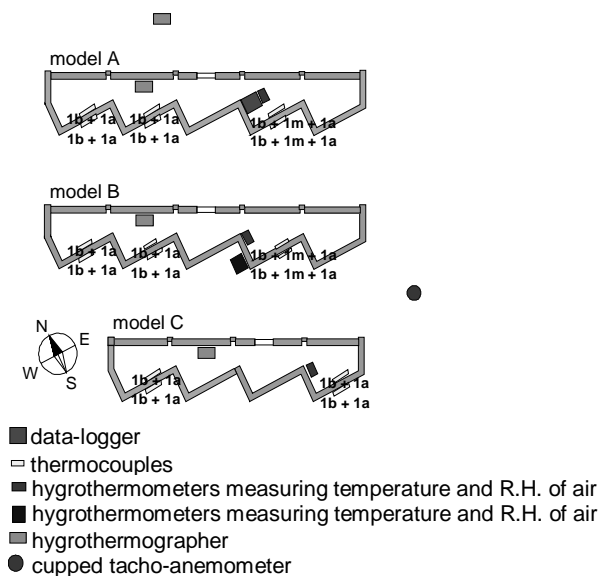 model A
1b + 1a 1b + 1a 1b + 1m + 1a
1b + 1a 1b + 1a 1b + 1m + 1a
model B
1b + 1a 1b + 1a 1b + 1m + 1a
1b + 1a 1b + 1a 1b + 1m + 1a
model C
N
E
W
S
1b + 1a 1b + 1a
1b + 1a 1b + 1a
data-logger
thermocouples
hygrothermometers measuring temperature and R.H. of air
hygrothermometers measuring temperature and R.H. of air
hygrothermographer
cupped tacho-anemometer